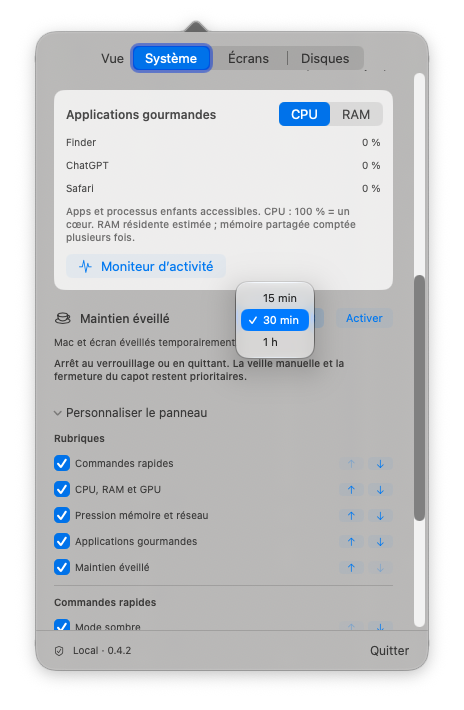 Vue Système Écrans Disques
Applications gourmandes CPU RAM
Finder 0 %
ChatGPT 0 %
Safari 0 %
Apps et processus enfants accessibles. CPU : 100 % = un
cœur. RAM résidente estimée ; mémoire partagée comptée
plusieurs fois.
Moniteur d’activité
15 min
Maintien éveillé 30 min Activer
1 h
Mac et écran éveillés temporairement
Arrêt au verrouillage ou en quittant. La veille manuelle et la
fermeture du capot restent prioritaires.
Personnaliser le panneau
Rubriques
Commandes rapides
CPU, RAM et GPU
Pression mémoire et réseau
Applications gourmandes
Maintien éveillé
Commandes rapides
Mode sombre
Local · 0.4.2 Quitter